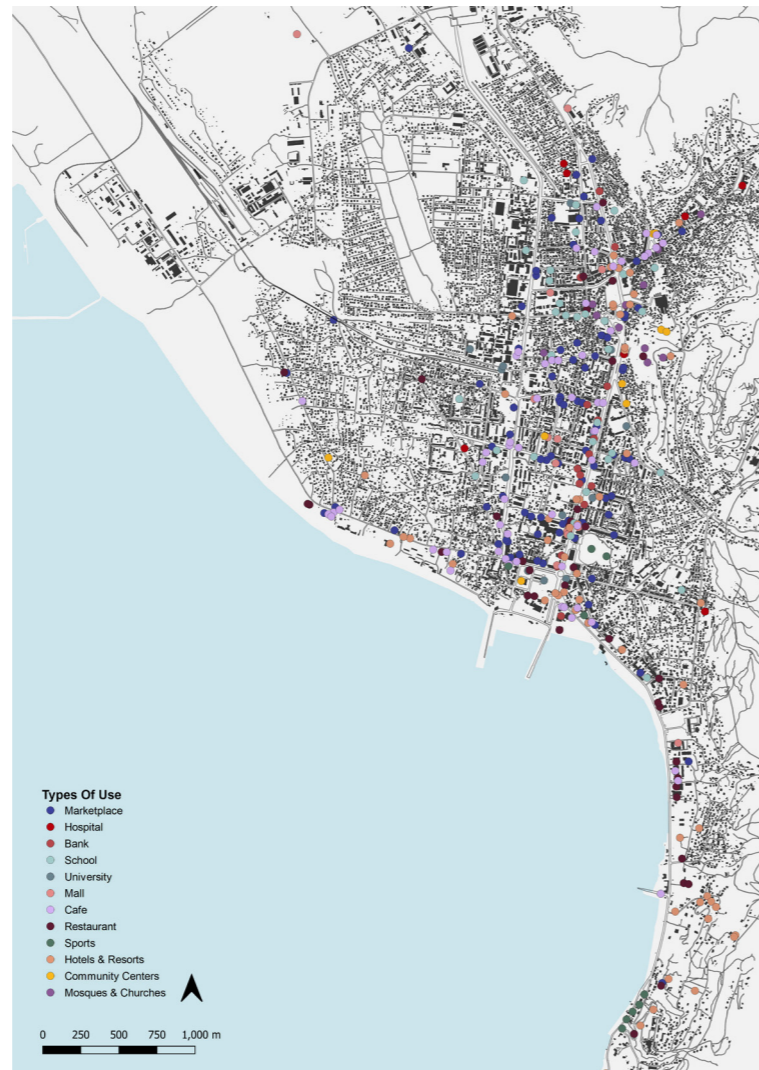 Types Of Use
Marketplace
Hospital
Bank
School
University
Mall
Cafe
Restaurant
Sports
Hotels & Resorts
Community Centers
Mosques & Churches
0 250 500 750 1,000 m